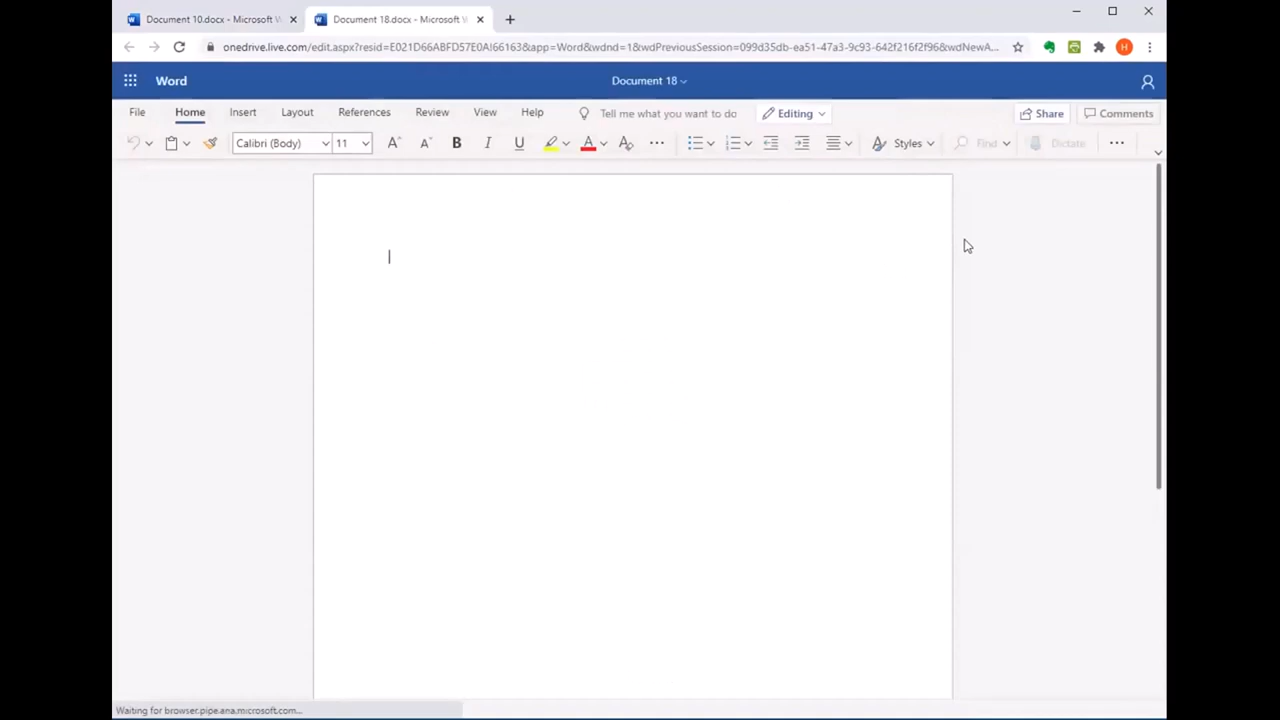 Document 10.docx - Microsoft W
Document 18.docx - Microsoft W
onedrive.live.com/edit.aspx?resid=E021D66ABFD57E0A!66163&app=Word&wdnd=1&wdPreviousSession=099d35db-ea51-47a3-9c93-642f216f2f96&wdNewA...
H
Word
Document 18
File Home Insert Layout References Review View Help Tell me what you want to do Editing Share Comments
Calibri (Body) 11 A A B I U A A Styles Find Dictate
Waiting for browser.pipe.aria.microsoft.com...